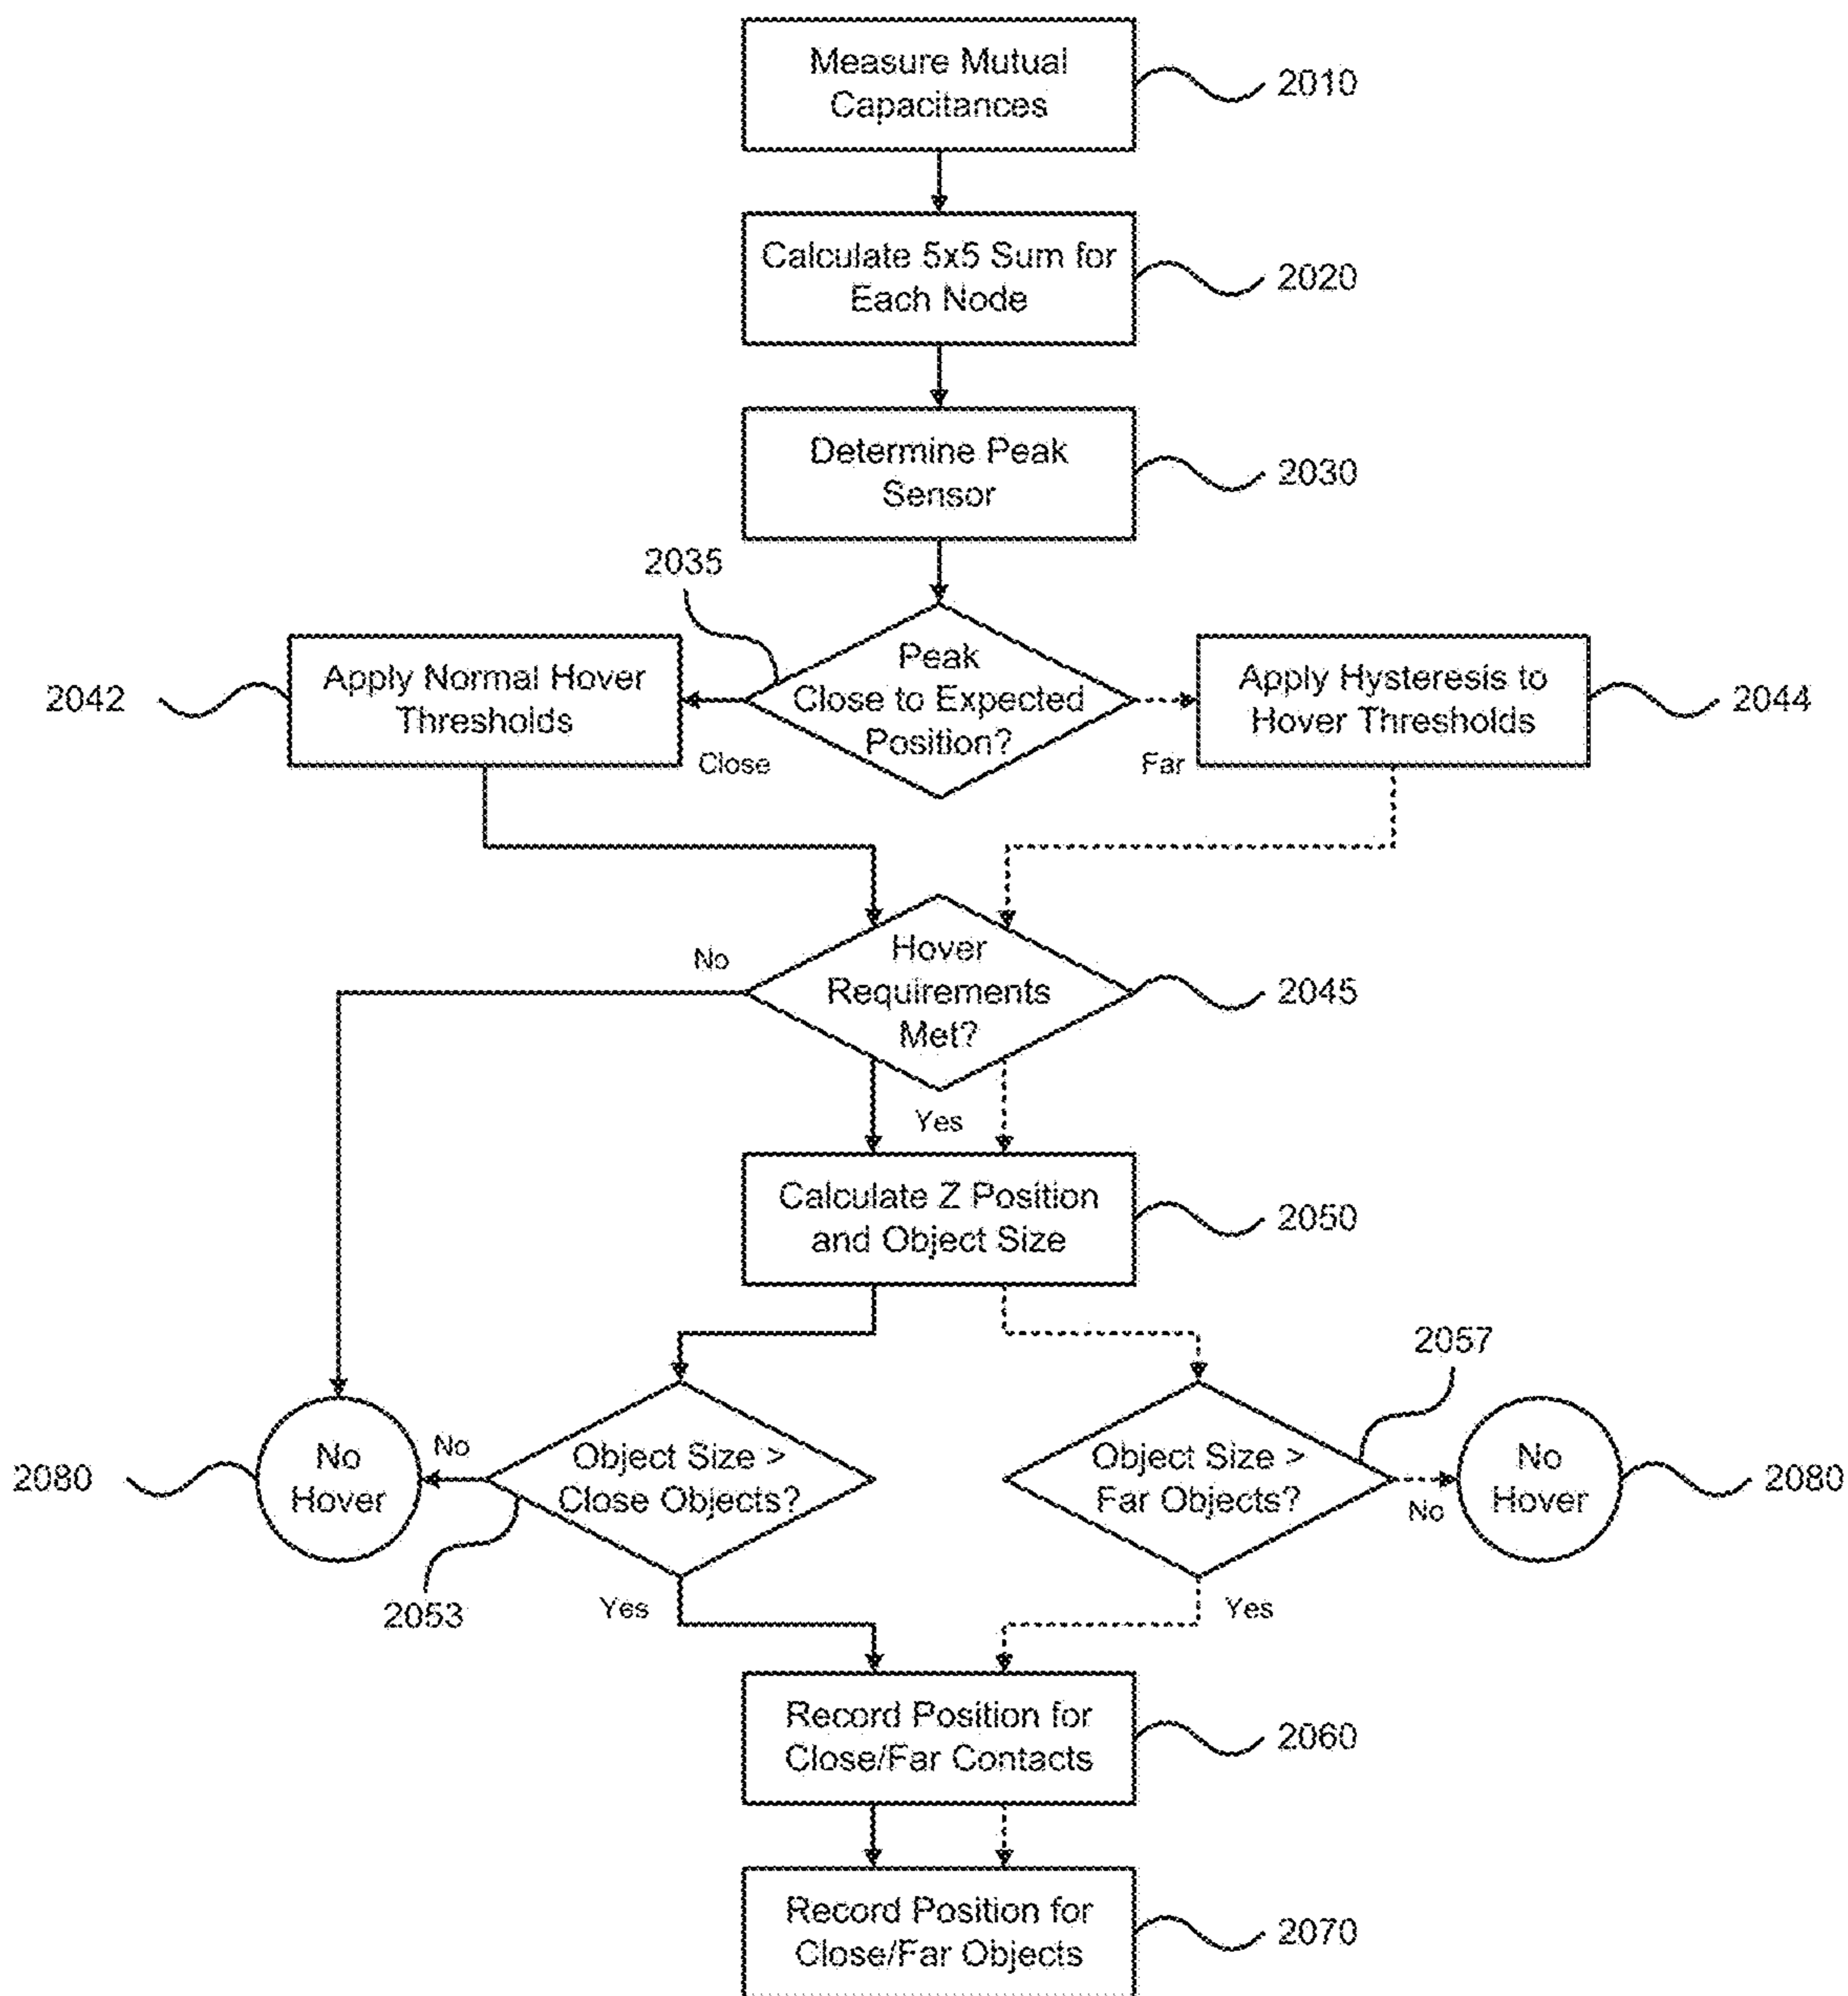 Measure Mutual
Capacitances
2010
Calculate 5x5 Sum for
Each Node
2020
Determine Peak
Sensor
2030
2035
Peak
Close to Expected
Position?
Apply Normal Hover
Thresholds
2042
Close
Far
Apply Hysteresis to
Hover Thresholds
2044
Hover
Requirements
Met?
No
2045
Yes
Calculate Z Position
and Object Size
2050
2057
2080
No
Hover
No
Object Size >
Close Objects?
Object Size >
Far Objects?
No
No
Hover
2080
2053
Yes
Yes
Record Position for
Close/Far Contacts
2060
Record Position for
Close/Far Objects
2070